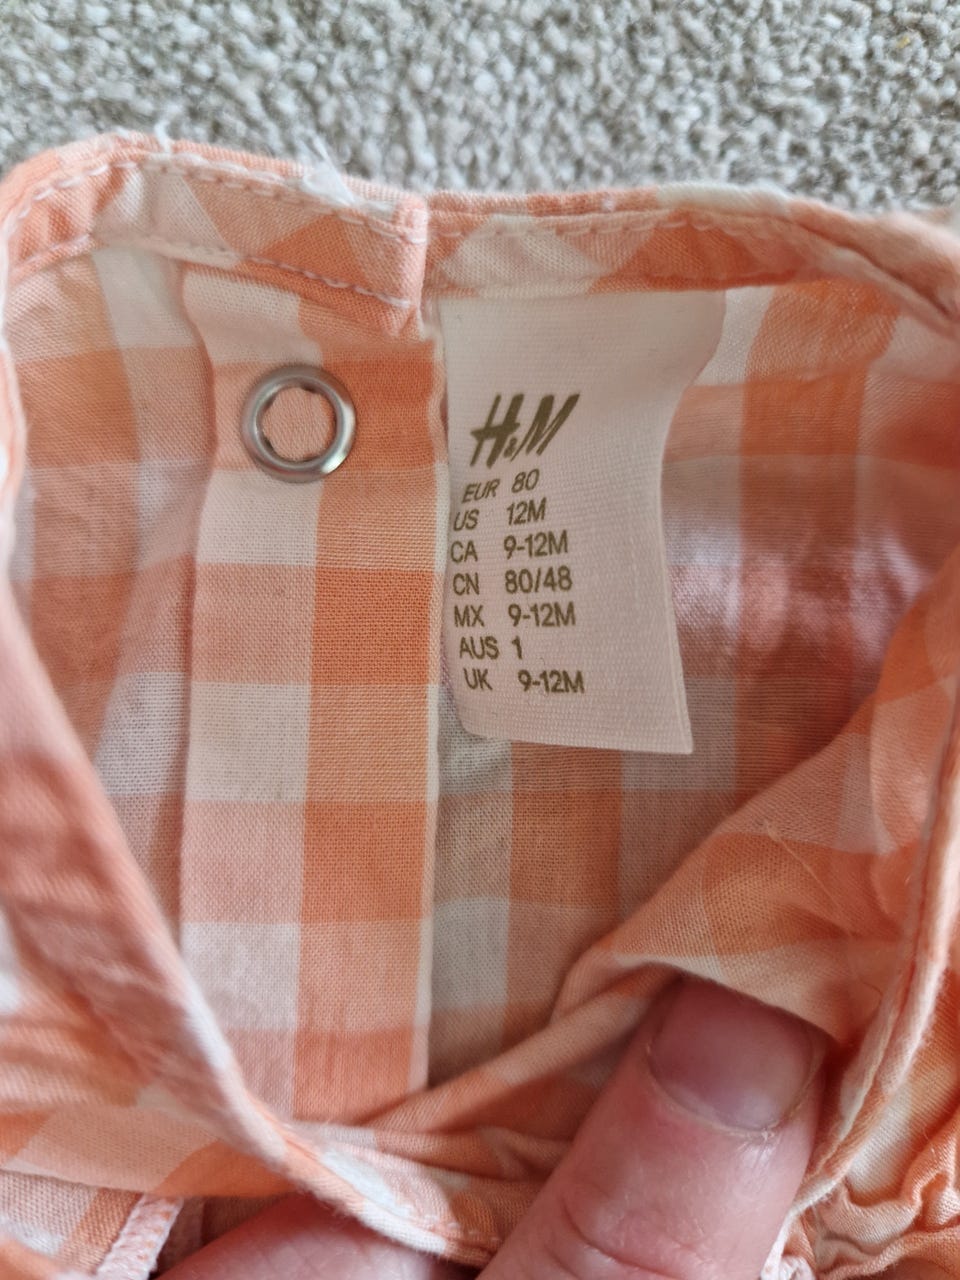 H&M
EUR 80
US 12M
CA 9-12M
CN 80/48
MX 9-12M
AUS 1
UK 9-12M